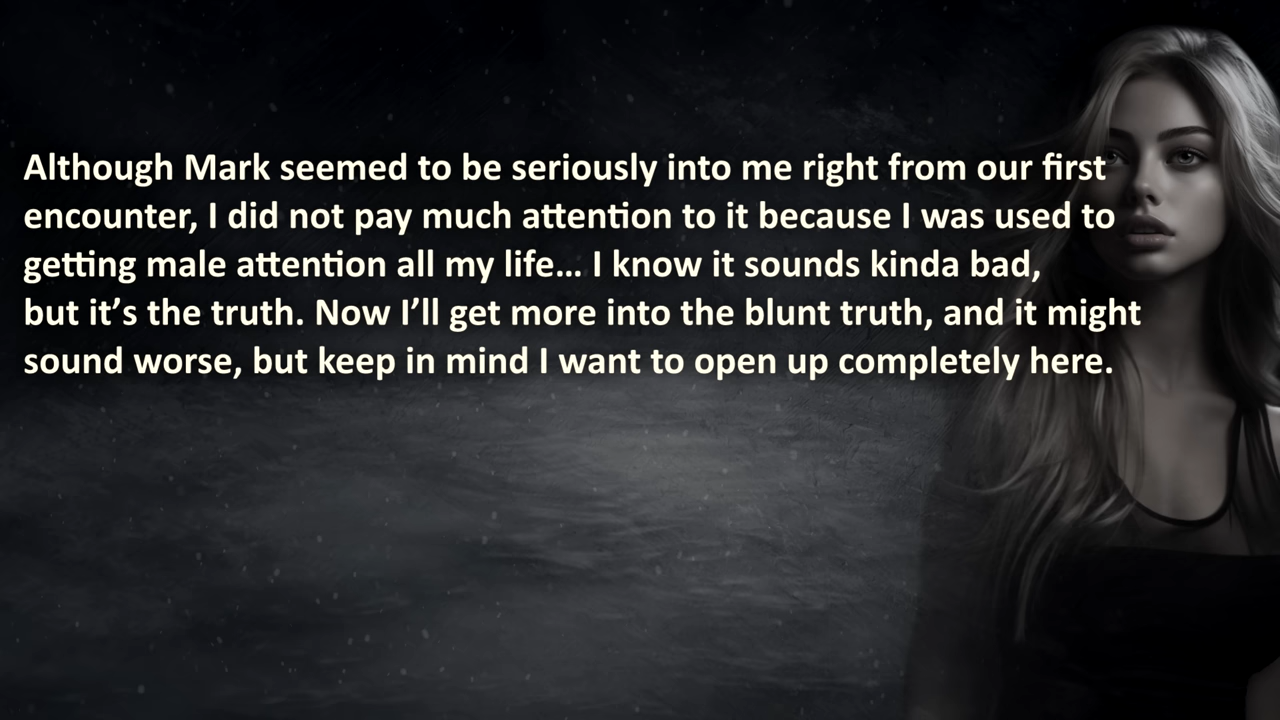 Although Mark seemed to be seriously into me right from our first
encounter, I did not pay much attention to it because I was used to
getting male attention all my life... I know it sounds kinda bad,
but it’s the truth. Now I’ll get more into the blunt truth, and it might
sound worse, but keep in mind I want to open up completely here.